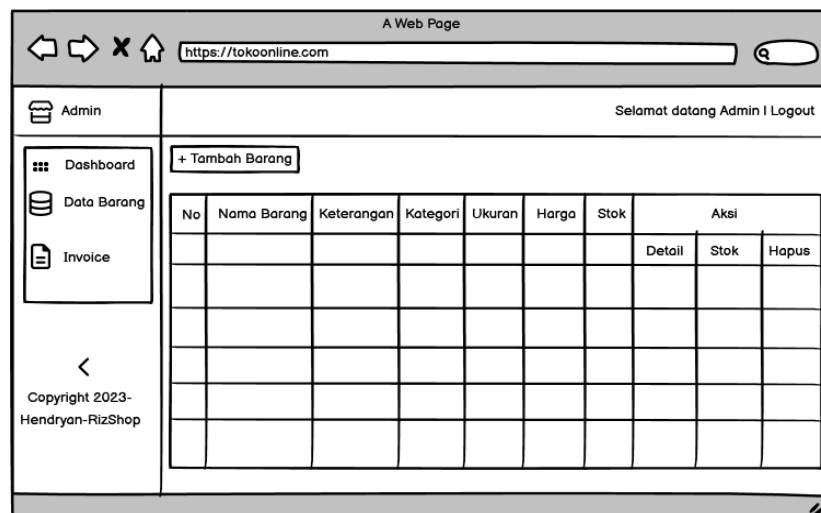 A Web Page
https://tokoonline.com
Admin
Selamat datang Admin | Logout
Dashboard
Data Barang
Invoice
<
Copyright 2023-
Hendryan-RizShop
+ Tambah Barang
No Nama Barang Keterangan Kategori Ukuran Harga Stok Aksi
Detail Stok Hapus